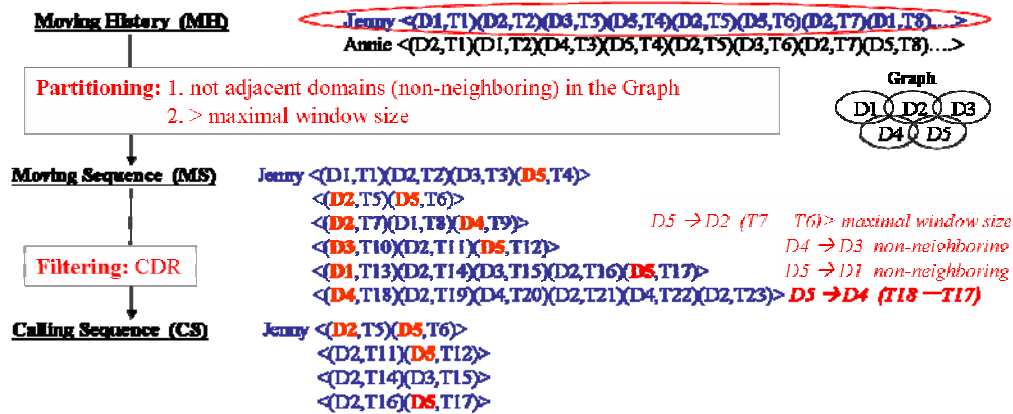 Moving History (MH)
Jenny <(D1,T1)(D2,T2)(D3,T3)(D5,T4)(D2,T5)(D5,T6)(D2,T7)(D1,T8)….>
Annie <(D2,T1)(D1,T2)(D4,T3)(D5,T4)(D2,T5)(D3,T6)(D2,T7)(D5,T8)….>
Partitioning: 1. not adjacent domains (non-neighboring) in the Graph
2. > maximal window size
Graph
D1 D2 D3
D4 D5
Moving Sequence (MS)
Jenny <(D1,T1)(D2,T2)(D3,T3)(D5,T4)>
<(D2,T5)(D5,T6)>
<(D2,T7)(D1,T8)(D4,T9)> D5 → D2 (T7 T6)> maximal window size
<(D3,T10)(D2,T11)(D5,T12)> D4 → D3 non-neighboring
<(D1,T13)(D2,T14)(D3,T15)(D2,T16)(D5,T17)> D5 → D1 non-neighboring
<(D4,T18)(D2,T19)(D4,T20)(D2,T21)(D4,T22)(D2,T23)> D5 → D4 (T18 — T17)
Filtering: CDR
Calling Sequence (CS)
Jenny <(D2,T5)(D5,T6)>
<(D2,T11)(D5,T12)>
<(D2,T14)(D3,T15)>
<(D2,T16)(D5,T17)>